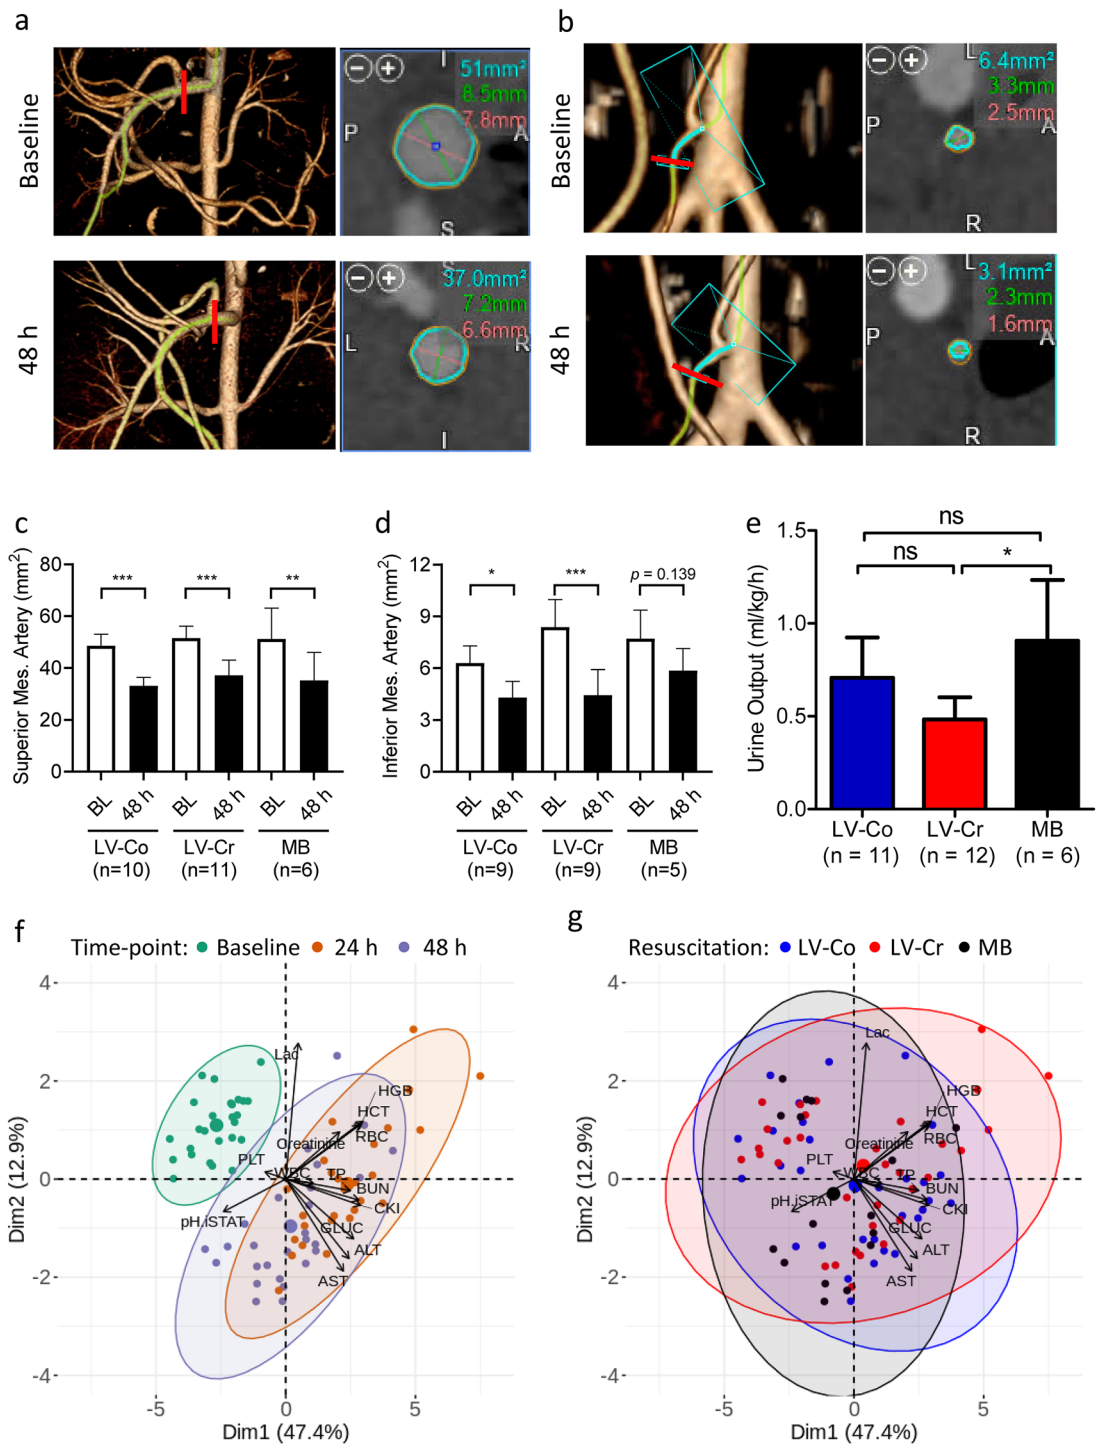 a
b
Baseline
I
51mm²
8.5mm
7.8mm
P
A
S
Baseline
L
6.4mm²
3.3mm
2.5mm
P
A
R
48 h
S
37.0mm²
7.2mm
6.6mm
L
R
I
48 h
L
3.1mm²
2.3mm
1.6mm
P
A
R
c
Superior Mes. Artery (mm²)
80
60
40
20
0
***
***
**
BL
48 h
BL
48 h
BL
48 h
LV-Co
LV-Cr
MB
(n=10)
(n=11)
(n=6)
d
Inferior Mes. Artery (mm²)
12
9
6
3
0
*
***
p = 0.139
BL
48 h
BL
48 h
BL
48 h
LV-Co
LV-Cr
MB
(n=9)
(n=9)
(n=5)
e
Urine Output (ml/kg/h)
1.5
1.0
0.5
0.0
ns
ns
*
LV-Co
LV-Cr
MB
(n = 11)
(n = 12)
(n = 6)
f
Time-point: Baseline 24 h 48 h
Dim2 (12.9%)
4
2
0
-2
-4
Lac
HGB
HCT
RBC
Creatinine
PLT
WBC
TP
BUN
CKI
pH.iSTAT
GLUC
ALT
AST
-5
0
5
Dim1 (47.4%)
g
Resuscitation: LV-Co LV-Cr MB
Dim2 (12.9%)
4
2
0
-2
-4
Lac
HGB
HCT
RBC
Creatinine
PLT
WBC
TP
BUN
CKI
pH.iSTAT
GLUC
ALT
AST
-5
0
5
Dim1 (47.4%)